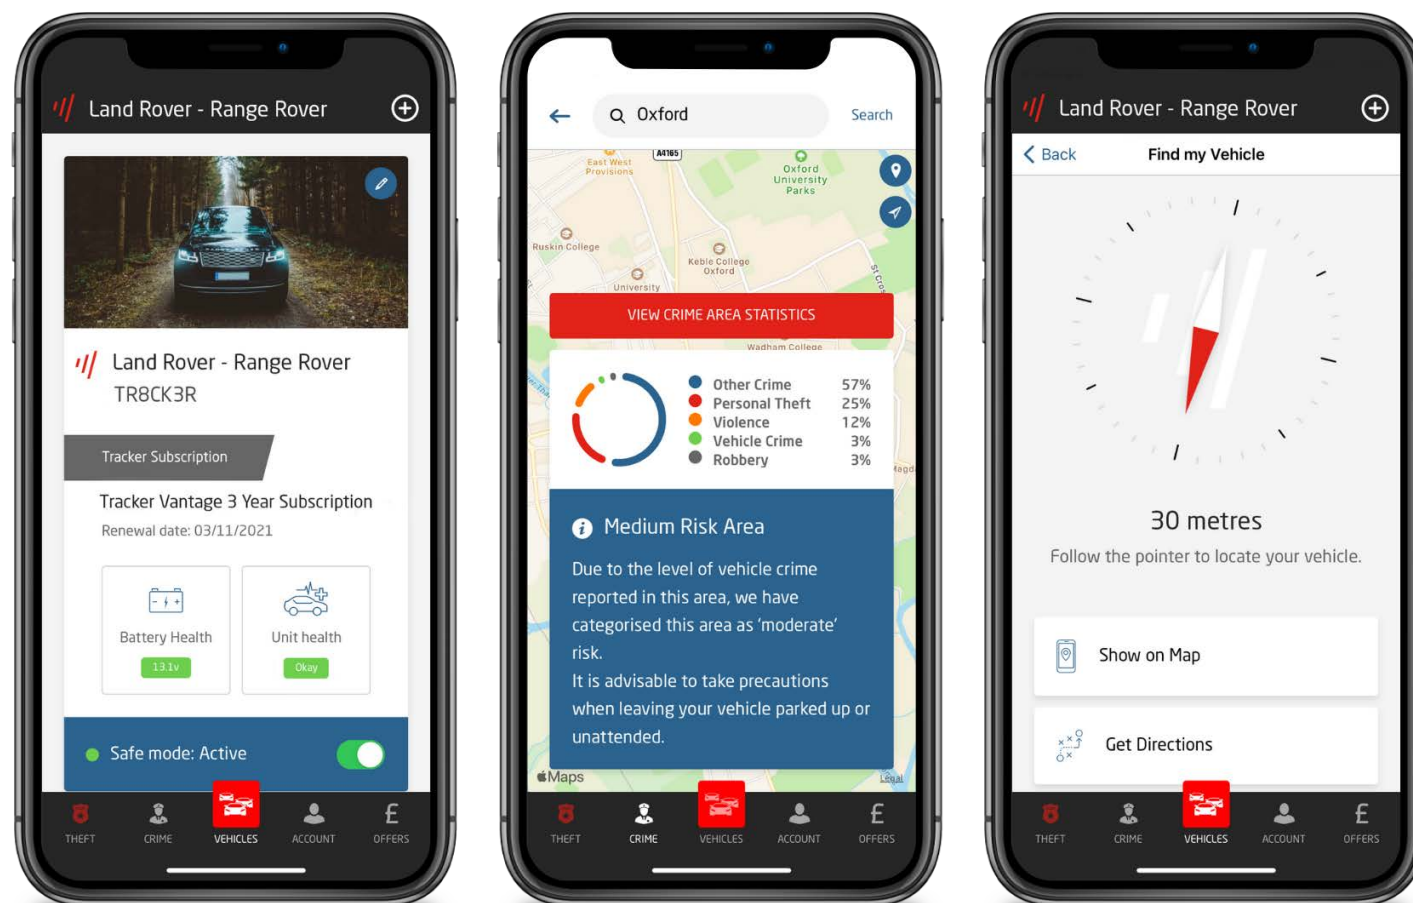 Land Rover - Range Rover
Land Rover - Range Rover
TR8CK3R
Tracker Subscription
Tracker Vantage 3 Year Subscription
Renewal date: 03/11/2021
Battery Health
13.1v
Unit health
Okay
Safe mode: Active
THEFT
CRIME
VEHICLES
ACCOUNT
£
OFFERS
Oxford
Search
A4165
East West
Provisions
Oxford
University
Parks
Ruskin College
Keble College
Oxford
University
St Cros
VIEW CRIME AREA STATISTICS
Wadham College
Other Crime 57%
Personal Theft 25%
Violence 12%
Vehicle Crime 3%
Robbery 3%
Magd
Medium Risk Area
Due to the level of vehicle crime
reported in this area, we have
categorised this area as ‘moderate’
risk.
It is advisable to take precautions
when leaving your vehicle parked up or
unattended.
Maps
Legal
THEFT
CRIME
VEHICLES
ACCOUNT
£
OFFERS
Land Rover - Range Rover
Back
Find my Vehicle
30 metres
Follow the pointer to locate your vehicle.
Show on Map
Get Directions
THEFT
CRIME
VEHICLES
ACCOUNT
£
OFFERS